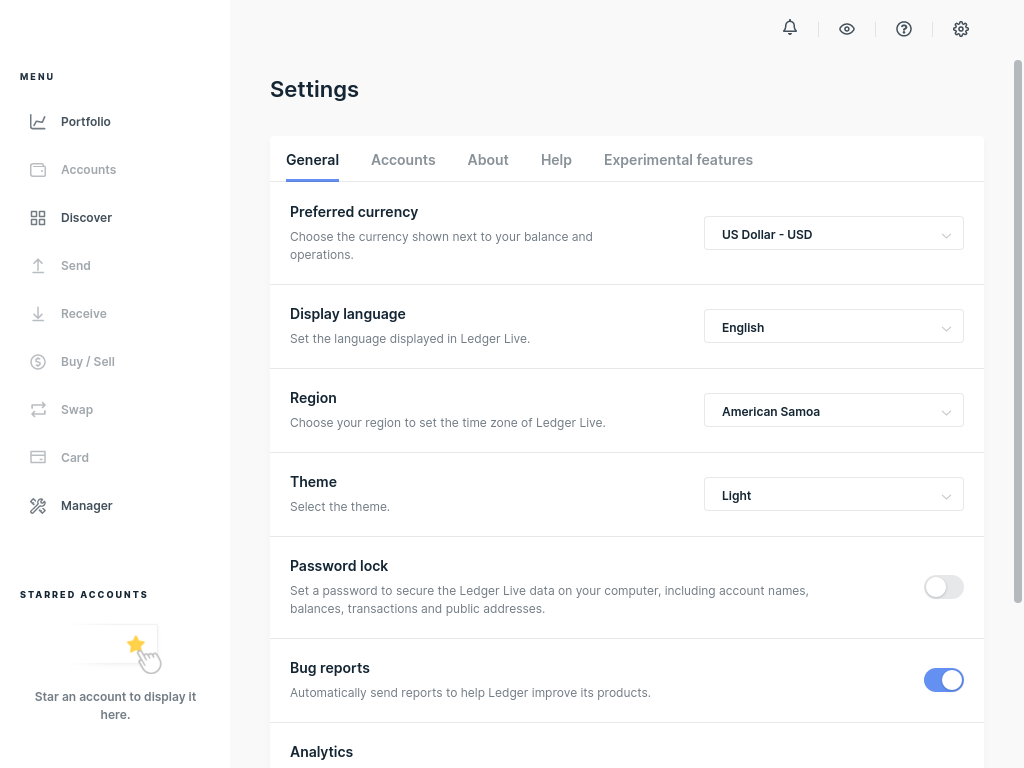 MENU
Portfolio
Accounts
Discover
Send
Receive
Buy / Sell
Swap
Card
Manager
STARRED ACCOUNTS
Star an account to display it
here.
Settings
General Accounts About Help Experimental features
Preferred currency
Choose the currency shown next to your balance and
operations.
US Dollar - USD
Display language
Set the language displayed in Ledger Live.
English
Region
Choose your region to set the time zone of Ledger Live.
American Samoa
Theme
Select the theme.
Light
Password lock
Set a password to secure the Ledger Live data on your computer, including account names,
balances, transactions and public addresses.
Bug reports
Automatically send reports to help Ledger improve its products.
Analytics